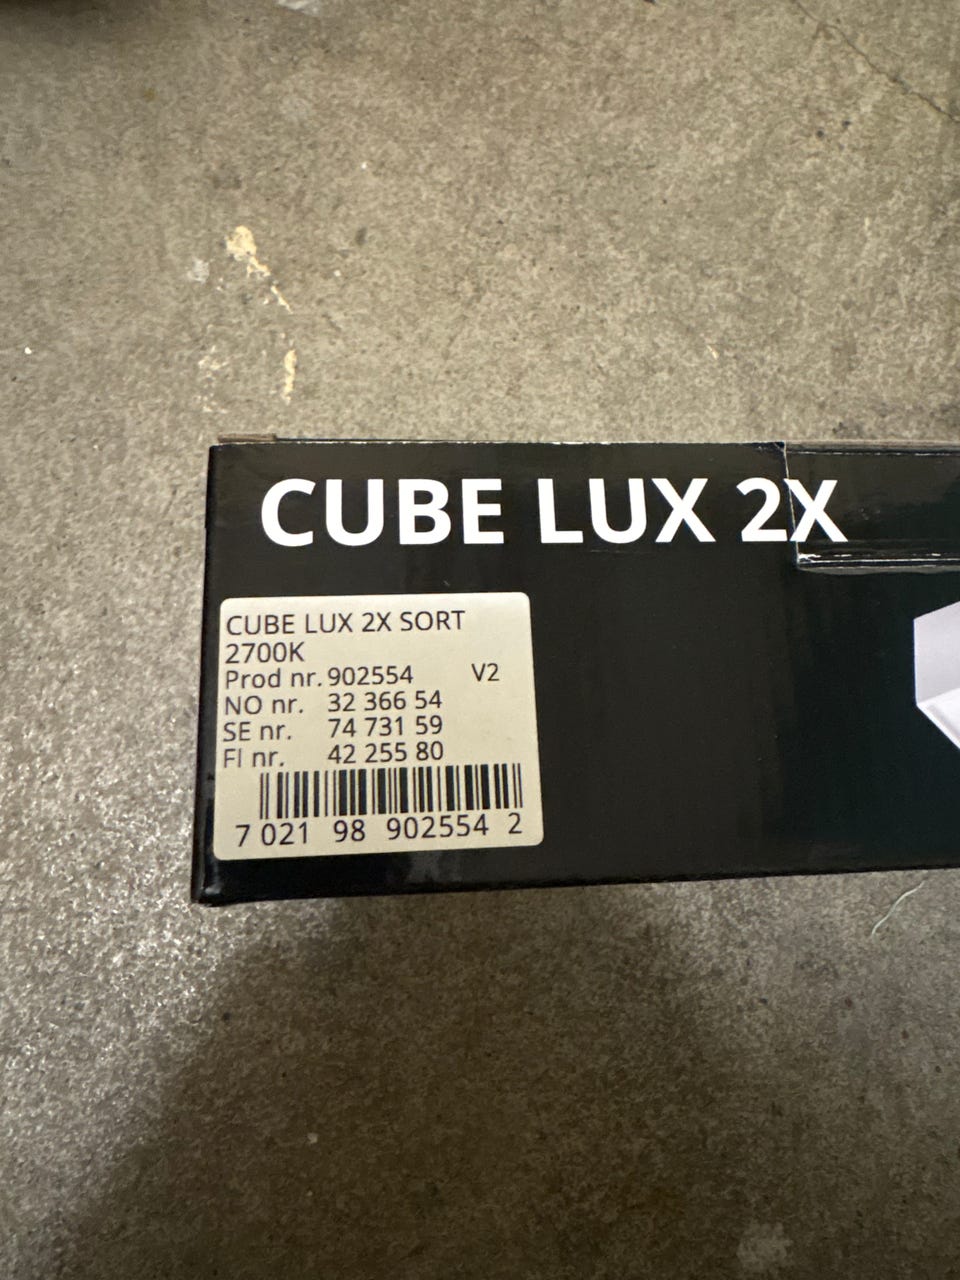 CUBE LUX 2X
CUBE LUX 2X SORT
2700K
Prod nr. 902554 V2
NO nr. 32 366 54
SE nr. 74 731 59
FI nr. 42 255 80
7 021 98 902554 2